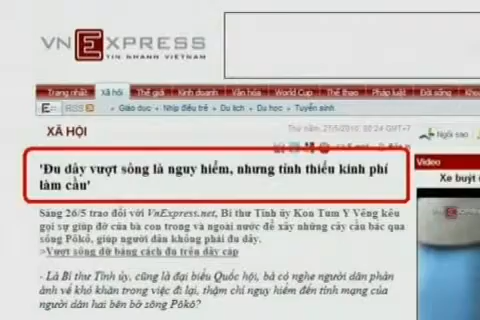 VNEXPRESS
TIN NHANH VIETNAM
Trang nhất Xã hội Thế giới Kinh doanh Văn hóa World Cup Thể thao Pháp luật Đời sống
E RSS Giáo dục Nhịp điệu trẻ Du lịch Du học Tuyển sinh
XÃ HỘI
Ngôi sao
'Đu dây vượt sông là nguy hiểm, nhưng tỉnh thiếu kinh phí
làm cầu'
Video
Xe buýt
Sáng 26/5 trao đổi với VnExpress.net, Bí thư Tỉnh ủy Kon Tum Y Vêng kêu
gọi sự giúp đỡ của bà con trong và ngoài nước để xây những cây cầu bắc qua
sông Pôkô, giúp người dân không phải đu dây.
>Vượt sông dữ bằng cách đu trên dây cáp
- Là Bí thư Tỉnh ủy, cũng là đại biểu Quốc hội, bà có nghe người dân phản
ánh về khó khăn trong việc đi lại, thậm chí nguy hiểm đến tính mạng của
người dân hai bên bờ sông Pôkô?